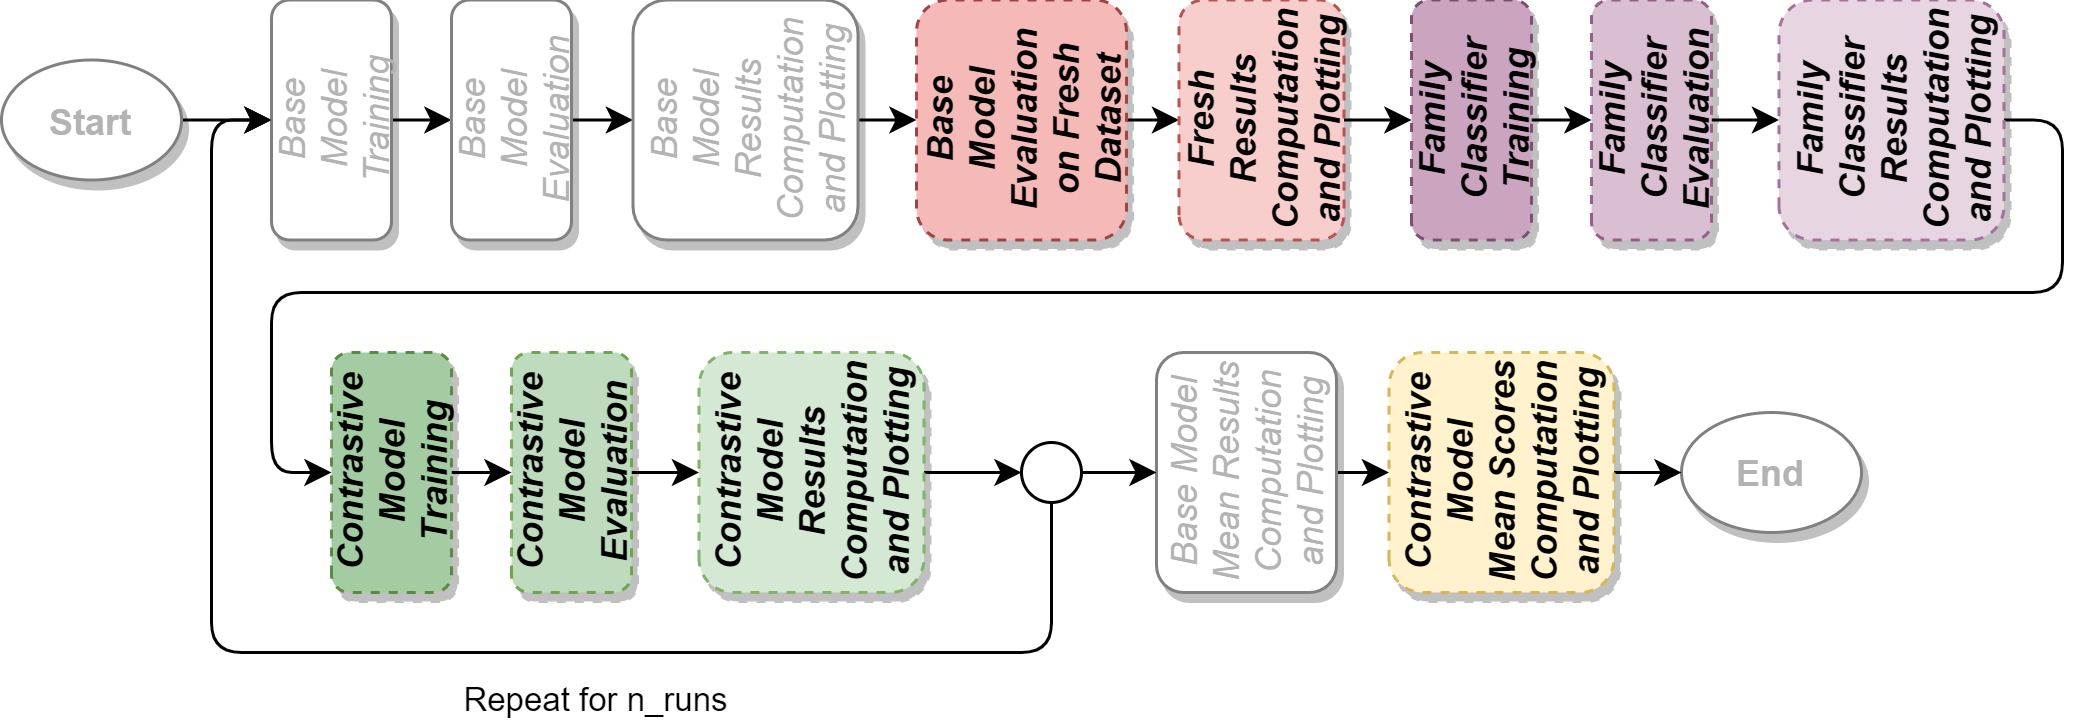 Start
Base
Model
Training
Base
Model
Evaluation
Base
Model
Results
Computation
and Plotting
Base
Model
Evaluation
on Fresh
Dataset
Fresh
Results
Computation
and Plotting
Family
Classifier
Training
Family
Classifier
Evaluation
Family
Classifier
Results
Computation
and Plotting
Contrastive
Model
Training
Contrastive
Model
Evaluation
Contrastive
Model
Results
Computation
and Plotting
Base Model
Mean Results
Computation
and Plotting
Contrastive
Model
Mean Scores
Computation
and Plotting
End
Repeat for n_runs